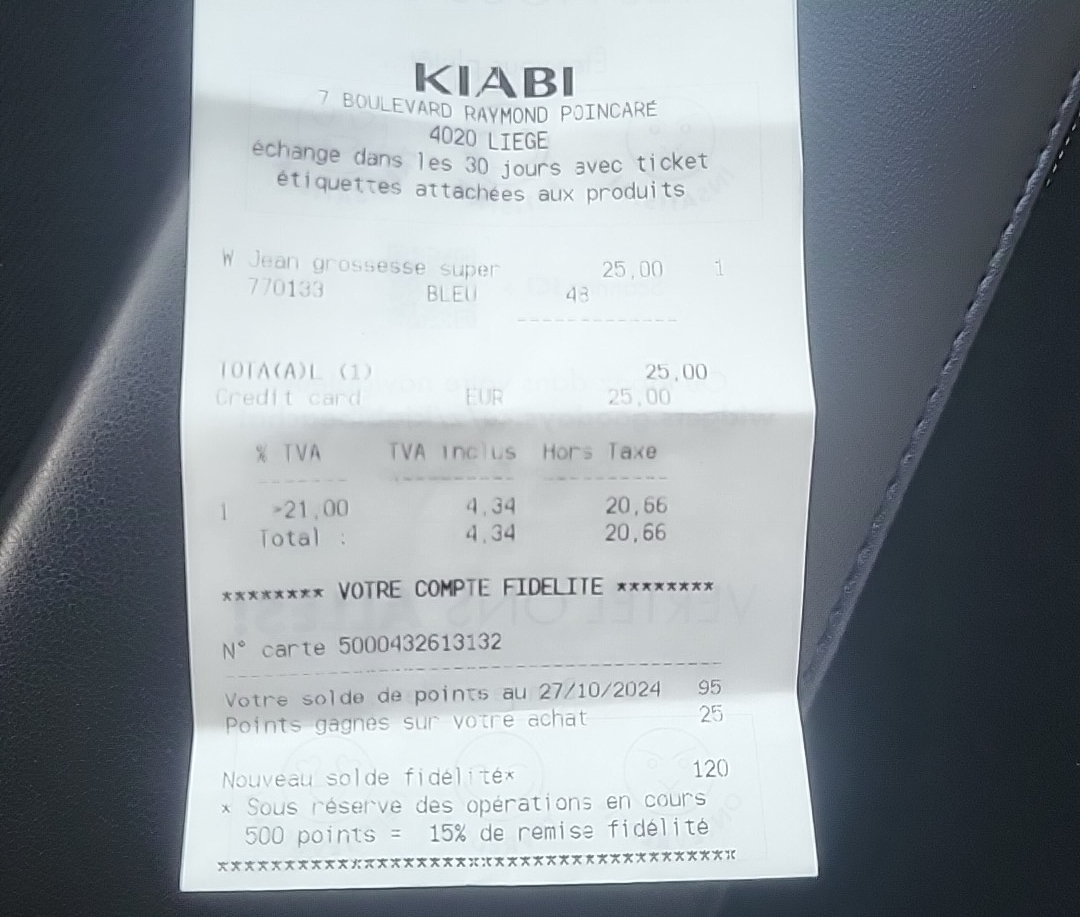 KIABI
7 BOULEVARD RAYMOND POINCARÉ
4020 LIEGE
échange dans les 30 jours avec ticket
étiquettes attachées aux produits
W Jean grossesse super 25,00 1
770133 BLEU 48
TOTA(A)L (1) 25,00
Credit card EUR 25,00
% TVA TVA inclus Hors Taxe
1 >21,00 4,34 20,66
Total : 4,34 20,66
******** VOTRE COMPTE FIDELITE ********
N° carte 5000432613132
Votre solde de points au 27/10/2024 95
Points gagnes sur votre achat 25
Nouveau solde fidélité* 120
* Sous réserve des opérations en cours
500 points = 15% de remise fidélité
****************************************